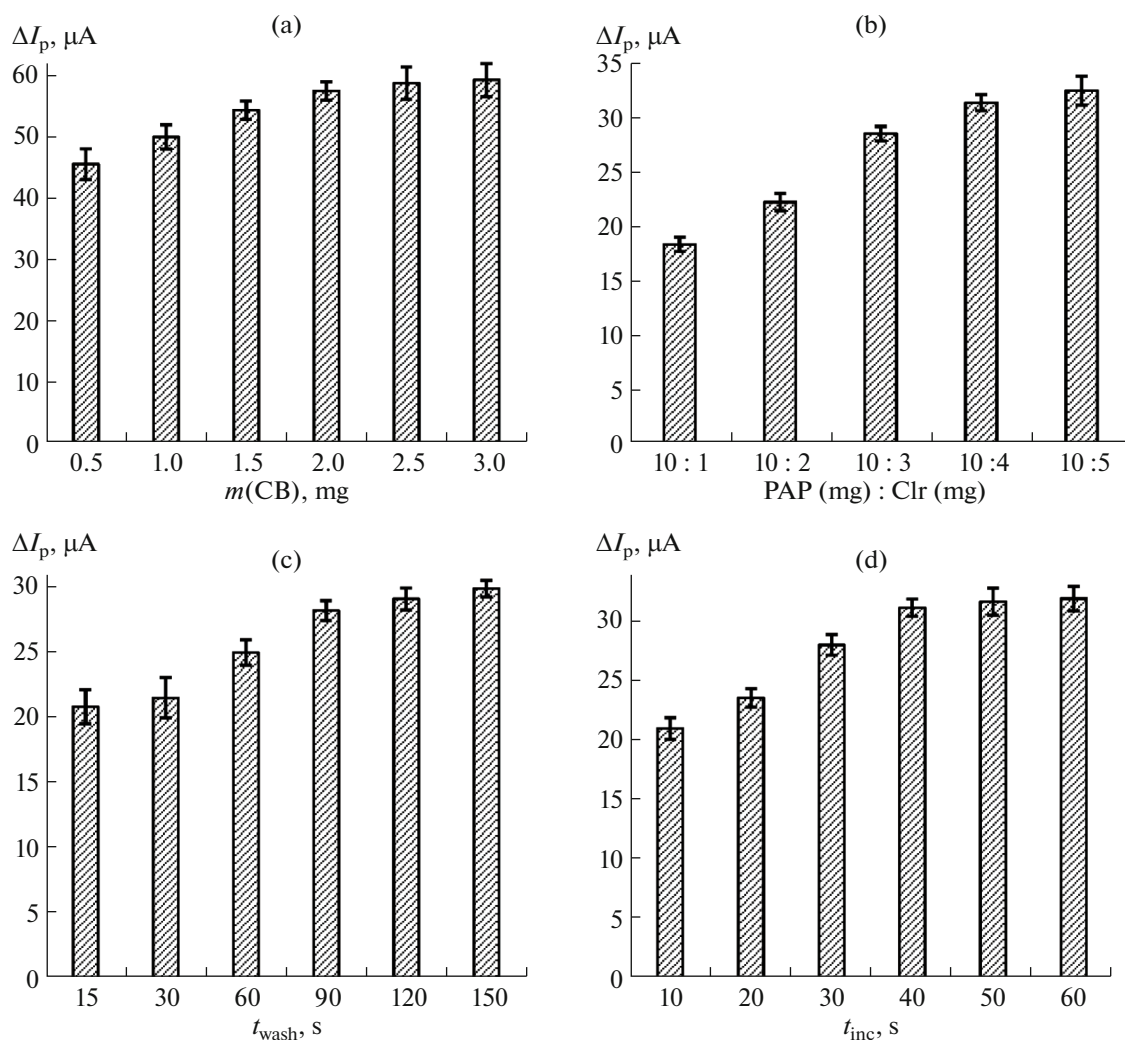 (a)
ΔIp, μA
60
50
40
30
20
10
0
0.5 1.0 1.5 2.0 2.5 3.0
m(CB), mg
(b)
ΔIp, μA
35
30
25
20
15
10
5
0
10 : 1 10 : 2 10 : 3 10 :4 10 :5
PAP (mg) : Clr (mg)
(c)
ΔIp, μA
30
25
20
15
10
5
0
15 30 60 90 120 150
twash, s
(d)
ΔIp, μA
30
25
20
15
10
5
0
10 20 30 40 50 60
tinc, s